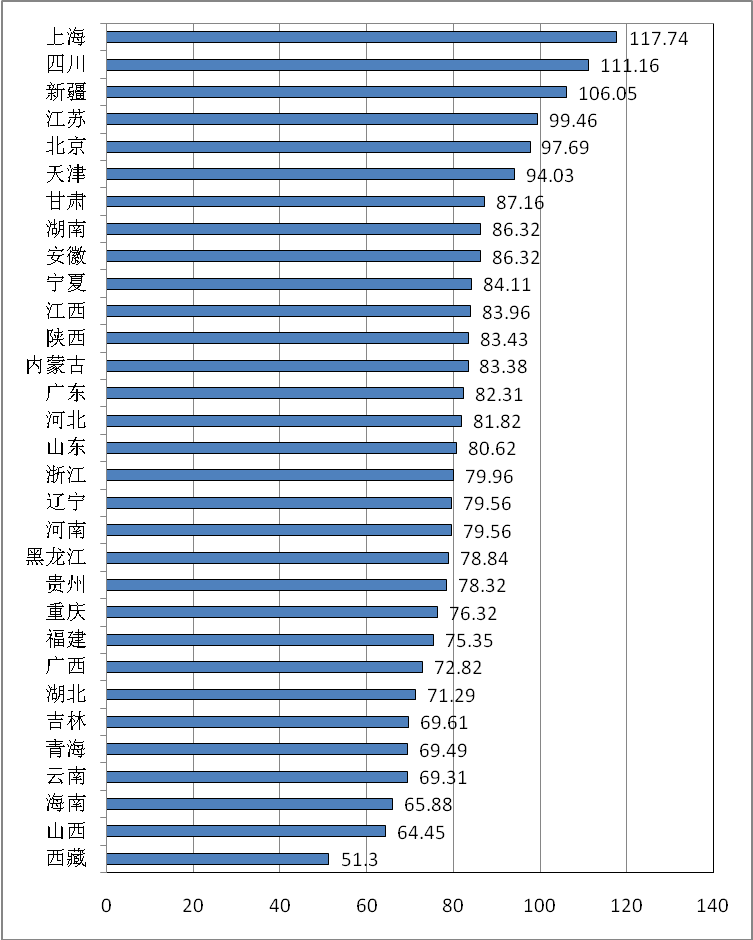 上海 117.74
四川 111.16
新疆 106.05
江苏 99.46
北京 97.69
天津 94.03
甘肃 87.16
湖南 86.32
安徽 86.32
宁夏 84.11
江西 83.96
陕西 83.43
内蒙古 83.38
广东 82.31
河北 81.82
山东 80.62
浙江 79.96
辽宁 79.56
河南 79.56
黑龙江 78.84
贵州 78.32
重庆 76.32
福建 75.35
广西 72.82
湖北 71.29
吉林 69.61
青海 69.49
云南 69.31
海南 65.88
山西 64.45
西藏 51.3
0 20 40 60 80 100 120 140